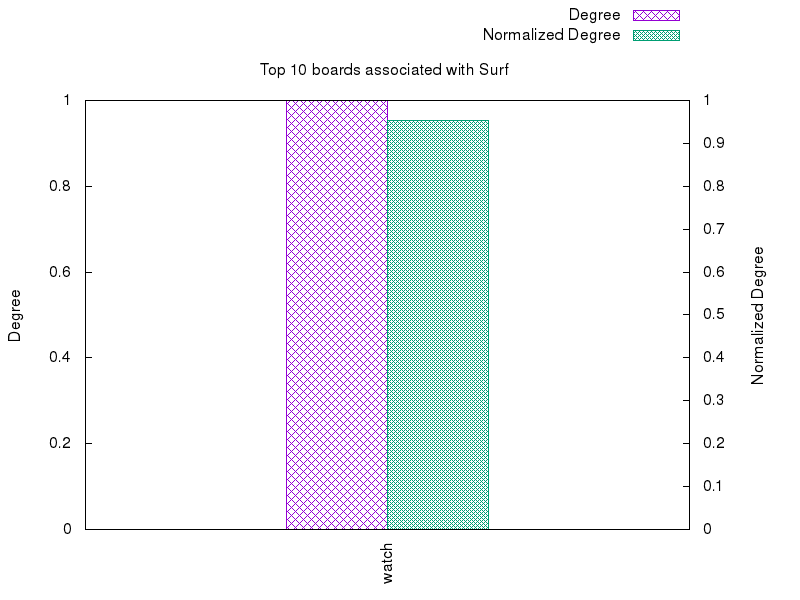 Degree
Normalized Degree
Top 10 boards associated with Surf
1
0.8
0.6
0.4
0.2
0
Degree
1
0.9
0.8
0.7
0.6
0.5
0.4
0.3
0.2
0.1
0
Normalized Degree
watch